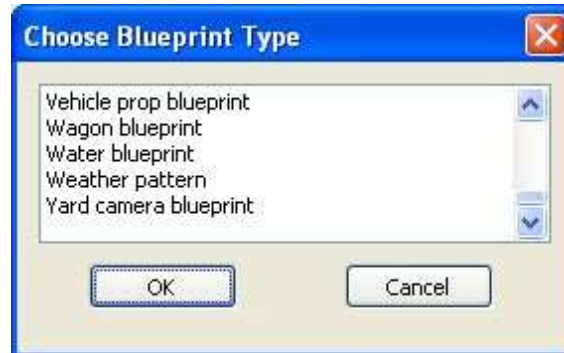 Choose Blueprint Type
Vehicle prop blueprint
Wagon blueprint
Water blueprint
Weather pattern
Yard camera blueprint
OK
Cancel